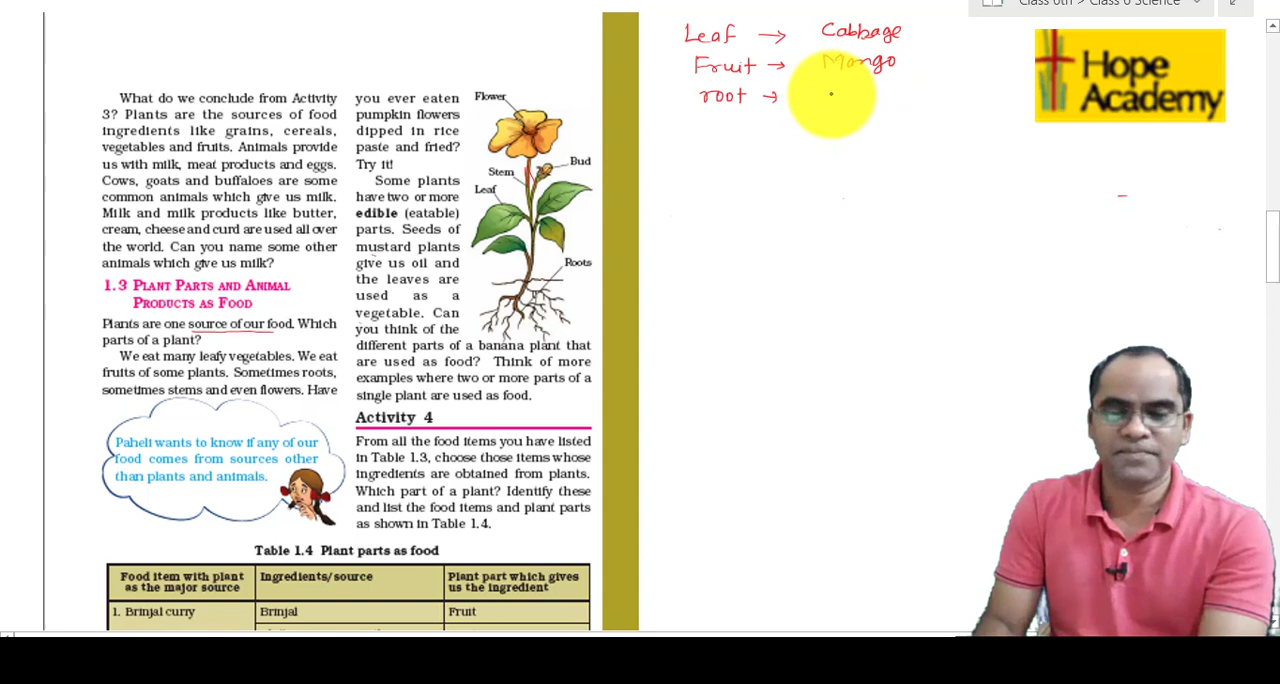 Class 6th > Class 6 Science
Leaf → Cabbage
Fruit → Mango
root →
Hope
Academy
What do we conclude from Activity
3? Plants are the sources of food
ingredients like grains, cereals,
vegetables and fruits. Animals provide
us with milk, meat products and eggs.
Cows, goats and buffaloes are some
common animals which give us milk.
Milk and milk products like butter,
cream, cheese and curd are used all over
the world. Can you name some other
animals which give us milk?
1.3 PLANT PARTS AND ANIMAL
PRODUCTS AS FOOD
Plants are one source of our food. Which
parts of a plant?
We eat many leafy vegetables. We eat
fruits of some plants. Sometimes roots,
sometimes stems and even flowers. Have
Paheli wants to know if any of our
food comes from sources other
than plants and animals.
you ever eaten
pumpkin flowers
dipped in rice
paste and fried?
Try it!
Some plants
have two or more
edible (eatable)
parts. Seeds of
mustard plants
give us oil and
the leaves are
used as a
vegetable. Can
you think of the
different parts of a banana plant that
are used as food? Think of more
examples where two or more parts of a
single plant are used as food.
Flower
Bud
Stem
Leaf
Roots
Activity 4
From all the food items you have listed
in Table 1.3, choose those items whose
ingredients are obtained from plants.
Which part of a plant? Identify these
and list the food items and plant parts
as shown in Table 1.4.
Table 1.4 Plant parts as food
Food item with plant
as the major source
Ingredients/source
Plant part which gives
us the ingredient
1. Brinjal curry
Brinjal
Fruit